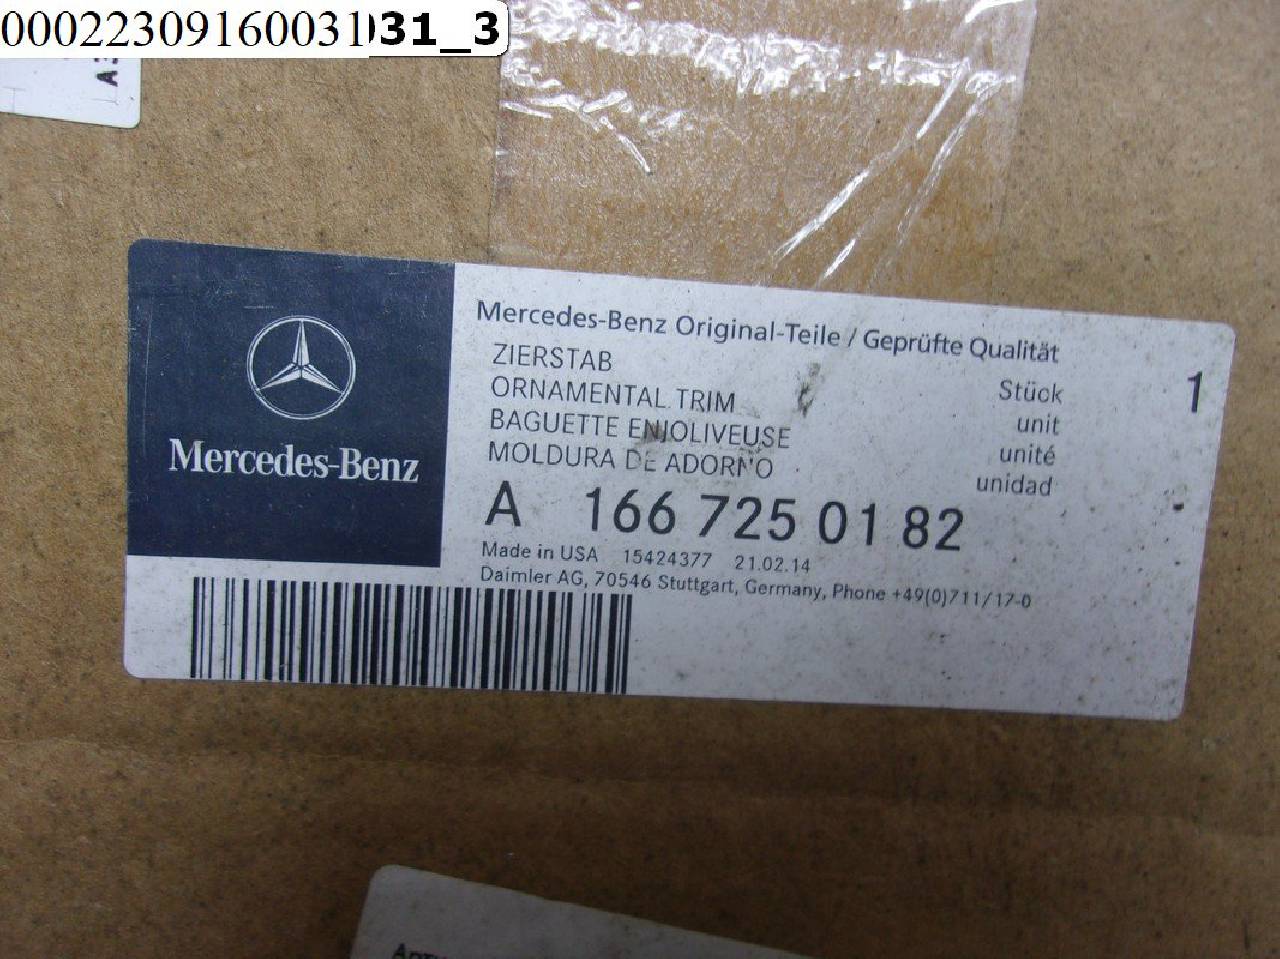 00022309160031
31_3
Mercedes-Benz
Mercedes-Benz Original-Teile / Geprüfte Qualität
ZIERSTAB
ORNAMENTAL TRIM
BAGUETTE ENJOLIVEUSE
MOLDURA DE ADORNO
Stück 1
unit
unité
unidad
A 166 725 01 82
Made in USA 15424377 21.02.14
Daimler AG, 70546 Stuttgart, Germany, Phone +49(0)711/17-0